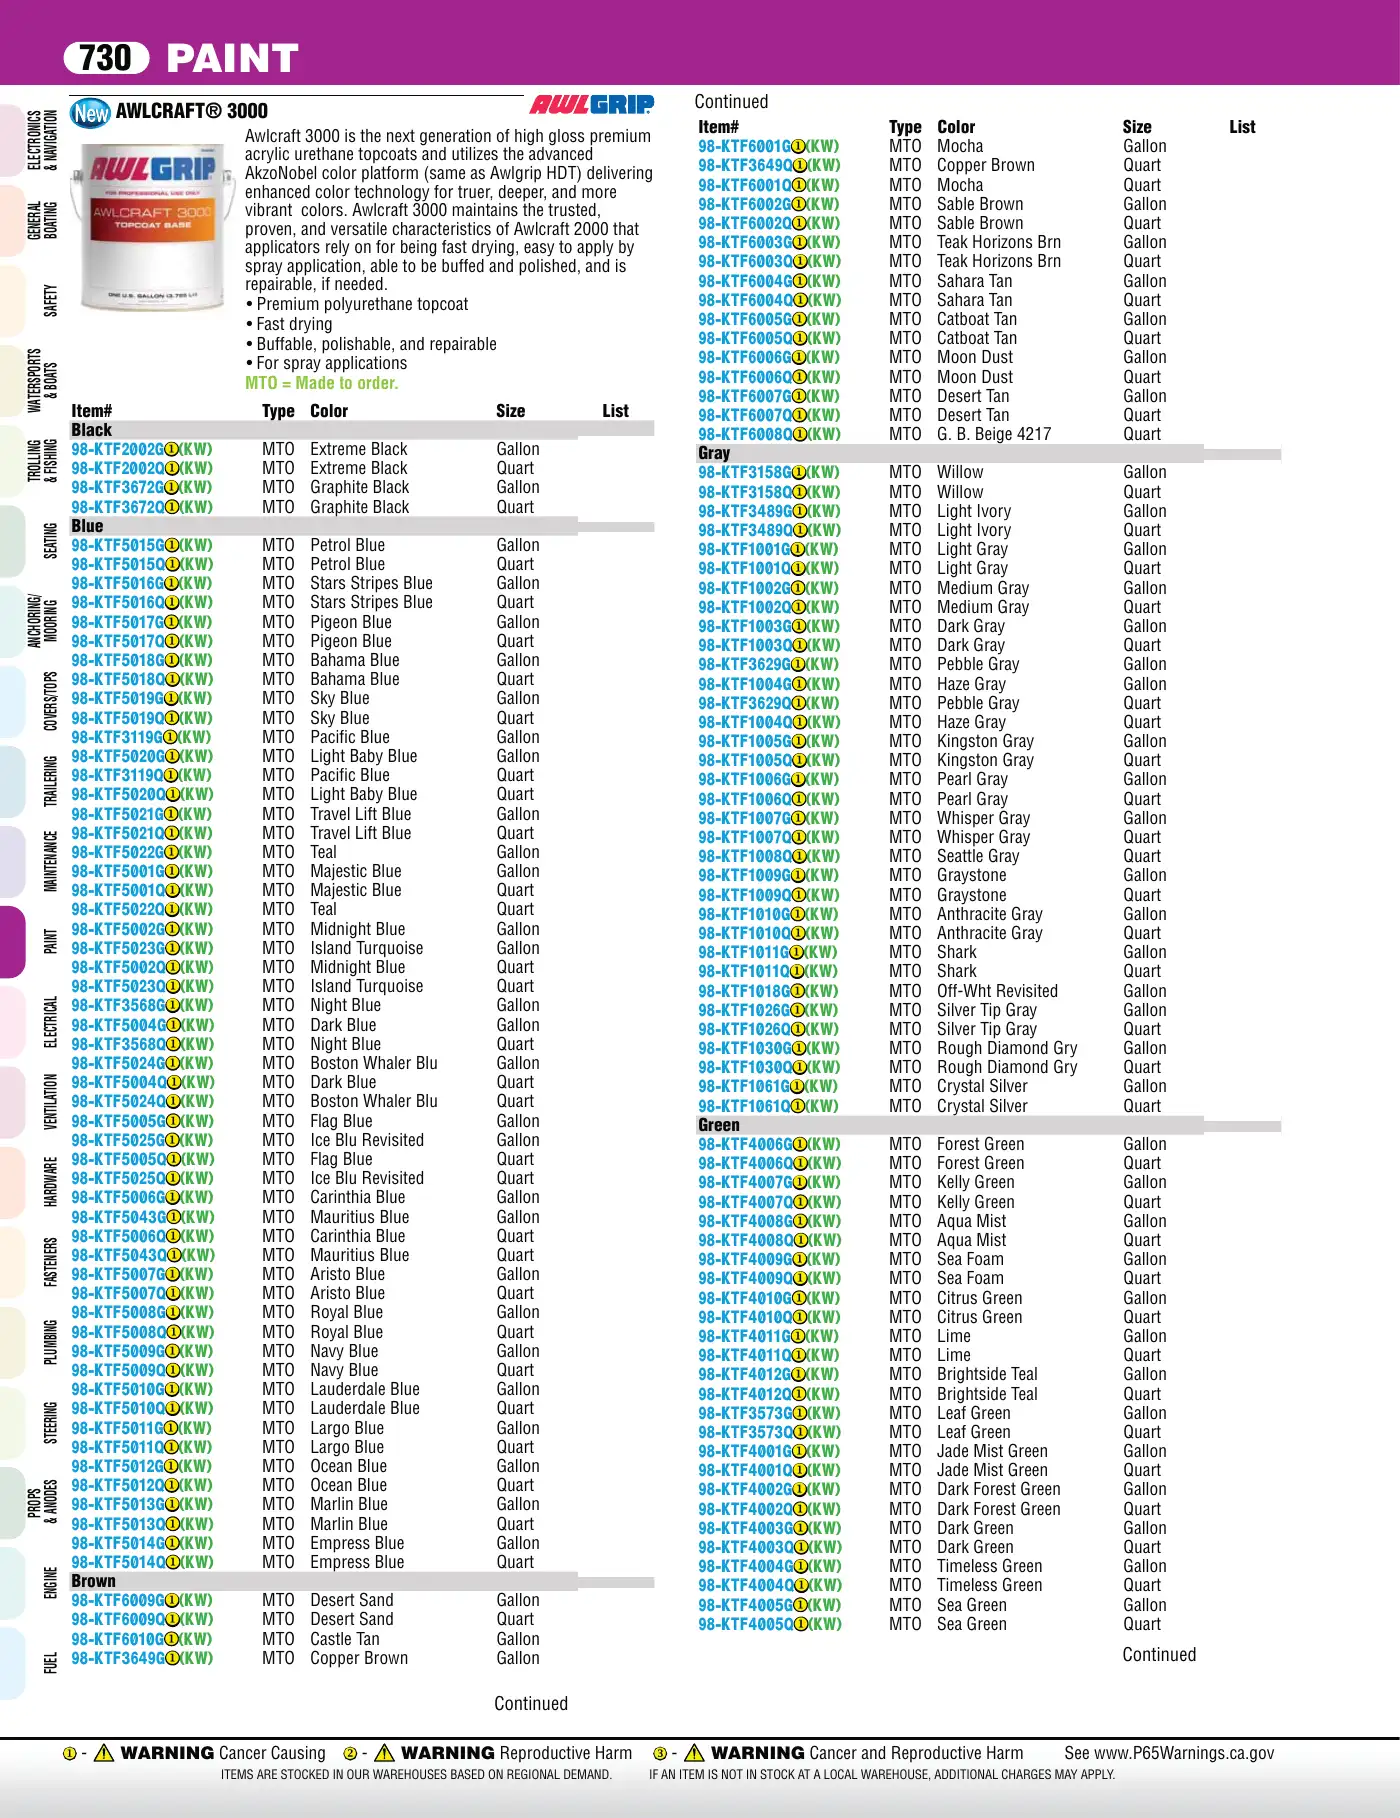 730 PAINT
ELECTRONICS
& NAVIGATION
GENERAL
BOATING
SAFETY
WATERSPORTS
& BOATS
TROLLING
& FISHING
SEATING
ANCHORING/
MOORING
COVERS/TOPS
TRAILERING
MAINTENANCE
PAINT
ELECTRICAL
VENTILATION
HARDWARE
FASTENERS
PLUMBING
STEERING
PROPS
& ANODES
ENGINE
FUEL
New AWLCRAFT® 3000
AWLGRIP
AWLGRIP
FOR PROFESSIONAL USE ONLY
AWLCRAFT 3000
TOPCOAT BASE
ONE U.S. GALLON (3.785 L)
Awlcraft 3000 is the next generation of high gloss premium
acrylic urethane topcoats and utilizes the advanced
AkzoNobel color platform (same as Awlgrip HDT) delivering
enhanced color technology for truer, deeper, and more
vibrant colors. Awlcraft 3000 maintains the trusted,
proven, and versatile characteristics of Awlcraft 2000 that
applicators rely on for being fast drying, easy to apply by
spray application, able to be buffed and polished, and is
repairable, if needed.
• Premium polyurethane topcoat
• Fast drying
• Buffable, polishable, and repairable
• For spray applications
MTO = Made to order.
Item# Type Color Size List
Black
98-KTF2002G1(KW) MTO Extreme Black Gallon
98-KTF2002Q1(KW) MTO Extreme Black Quart
98-KTF3672G1(KW) MTO Graphite Black Gallon
98-KTF3672Q1(KW) MTO Graphite Black Quart
Blue
98-KTF5015G1(KW) MTO Petrol Blue Gallon
98-KTF5015Q1(KW) MTO Petrol Blue Quart
98-KTF5016G1(KW) MTO Stars Stripes Blue Gallon
98-KTF5016Q1(KW) MTO Stars Stripes Blue Quart
98-KTF5017G1(KW) MTO Pigeon Blue Gallon
98-KTF5017Q1(KW) MTO Pigeon Blue Quart
98-KTF5018G1(KW) MTO Bahama Blue Gallon
98-KTF5018Q1(KW) MTO Bahama Blue Quart
98-KTF5019G1(KW) MTO Sky Blue Gallon
98-KTF5019Q1(KW) MTO Sky Blue Quart
98-KTF3119G1(KW) MTO Pacific Blue Gallon
98-KTF5020G1(KW) MTO Light Baby Blue Gallon
98-KTF3119Q1(KW) MTO Pacific Blue Quart
98-KTF5020Q1(KW) MTO Light Baby Blue Quart
98-KTF5021G1(KW) MTO Travel Lift Blue Gallon
98-KTF5021Q1(KW) MTO Travel Lift Blue Quart
98-KTF5022G1(KW) MTO Teal Gallon
98-KTF5001G1(KW) MTO Majestic Blue Gallon
98-KTF5001Q1(KW) MTO Majestic Blue Quart
98-KTF5022Q1(KW) MTO Teal Quart
98-KTF5002G1(KW) MTO Midnight Blue Gallon
98-KTF5023G1(KW) MTO Island Turquoise Gallon
98-KTF5002Q1(KW) MTO Midnight Blue Quart
98-KTF5023Q1(KW) MTO Island Turquoise Quart
98-KTF3568G1(KW) MTO Night Blue Gallon
98-KTF5004G1(KW) MTO Dark Blue Gallon
98-KTF3568Q1(KW) MTO Night Blue Quart
98-KTF5024G1(KW) MTO Boston Whaler Blu Gallon
98-KTF5004Q1(KW) MTO Dark Blue Quart
98-KTF5024Q1(KW) MTO Boston Whaler Blu Quart
98-KTF5005G1(KW) MTO Flag Blue Gallon
98-KTF5025G1(KW) MTO Ice Blu Revisited Gallon
98-KTF5005Q1(KW) MTO Flag Blue Quart
98-KTF5025Q1(KW) MTO Ice Blu Revisited Quart
98-KTF5006G1(KW) MTO Carinthia Blue Gallon
98-KTF5043G1(KW) MTO Mauritius Blue Gallon
98-KTF5006Q1(KW) MTO Carinthia Blue Quart
98-KTF5043Q1(KW) MTO Mauritius Blue Quart
98-KTF5007G1(KW) MTO Aristo Blue Gallon
98-KTF5007Q1(KW) MTO Aristo Blue Quart
98-KTF5008G1(KW) MTO Royal Blue Gallon
98-KTF5008Q1(KW) MTO Royal Blue Quart
98-KTF5009G1(KW) MTO Navy Blue Gallon
98-KTF5009Q1(KW) MTO Navy Blue Quart
98-KTF5010G1(KW) MTO Lauderdale Blue Gallon
98-KTF5010Q1(KW) MTO Lauderdale Blue Quart
98-KTF5011G1(KW) MTO Largo Blue Gallon
98-KTF5011Q1(KW) MTO Largo Blue Quart
98-KTF5012G1(KW) MTO Ocean Blue Gallon
98-KTF5012Q1(KW) MTO Ocean Blue Quart
98-KTF5013G1(KW) MTO Marlin Blue Gallon
98-KTF5013Q1(KW) MTO Marlin Blue Quart
98-KTF5014G1(KW) MTO Empress Blue Gallon
98-KTF5014Q1(KW) MTO Empress Blue Quart
Brown
98-KTF6009G1(KW) MTO Desert Sand Gallon
98-KTF6009Q1(KW) MTO Desert Sand Quart
98-KTF6010G1(KW) MTO Castle Tan Gallon
98-KTF3649G1(KW) MTO Copper Brown Gallon
Continued
Continued
Item# Type Color Size List
98-KTF6001G1(KW) MTO Mocha Gallon
98-KTF3649Q1(KW) MTO Copper Brown Quart
98-KTF6001Q1(KW) MTO Mocha Quart
98-KTF6002G1(KW) MTO Sable Brown Gallon
98-KTF6002Q1(KW) MTO Sable Brown Quart
98-KTF6003G1(KW) MTO Teak Horizons Brn Gallon
98-KTF6003Q1(KW) MTO Teak Horizons Brn Quart
98-KTF6004G1(KW) MTO Sahara Tan Gallon
98-KTF6004Q1(KW) MTO Sahara Tan Quart
98-KTF6005G1(KW) MTO Catboat Tan Gallon
98-KTF6005Q1(KW) MTO Catboat Tan Quart
98-KTF6006G1(KW) MTO Moon Dust Gallon
98-KTF6006Q1(KW) MTO Moon Dust Quart
98-KTF6007G1(KW) MTO Desert Tan Gallon
98-KTF6007Q1(KW) MTO Desert Tan Quart
98-KTF6008Q1(KW) MTO G. B. Beige 4217 Quart
Gray
98-KTF3158G1(KW) MTO Willow Gallon
98-KTF3158Q1(KW) MTO Willow Quart
98-KTF3489G1(KW) MTO Light Ivory Gallon
98-KTF3489Q1(KW) MTO Light Ivory Quart
98-KTF1001G1(KW) MTO Light Gray Gallon
98-KTF1001Q1(KW) MTO Light Gray Quart
98-KTF1002G1(KW) MTO Medium Gray Gallon
98-KTF1002Q1(KW) MTO Medium Gray Quart
98-KTF1003G1(KW) MTO Dark Gray Gallon
98-KTF1003Q1(KW) MTO Dark Gray Quart
98-KTF3629G1(KW) MTO Pebble Gray Gallon
98-KTF1004G1(KW) MTO Haze Gray Gallon
98-KTF3629Q1(KW) MTO Pebble Gray Quart
98-KTF1004Q1(KW) MTO Haze Gray Quart
98-KTF1005G1(KW) MTO Kingston Gray Gallon
98-KTF1005Q1(KW) MTO Kingston Gray Quart
98-KTF1006G1(KW) MTO Pearl Gray Gallon
98-KTF1006Q1(KW) MTO Pearl Gray Quart
98-KTF1007G1(KW) MTO Whisper Gray Gallon
98-KTF1007Q1(KW) MTO Whisper Gray Quart
98-KTF1008Q1(KW) MTO Seattle Gray Quart
98-KTF1009G1(KW) MTO Graystone Gallon
98-KTF1009Q1(KW) MTO Graystone Quart
98-KTF1010G1(KW) MTO Anthracite Gray Gallon
98-KTF1010Q1(KW) MTO Anthracite Gray Quart
98-KTF1011G1(KW) MTO Shark Gallon
98-KTF1011Q1(KW) MTO Shark Quart
98-KTF1018G1(KW) MTO Off-Wht Revisited Gallon
98-KTF1026G1(KW) MTO Silver Tip Gray Gallon
98-KTF1026Q1(KW) MTO Silver Tip Gray Quart
98-KTF1030G1(KW) MTO Rough Diamond Gry Gallon
98-KTF1030Q1(KW) MTO Rough Diamond Gry Quart
98-KTF1061G1(KW) MTO Crystal Silver Gallon
98-KTF1061Q1(KW) MTO Crystal Silver Quart
Green
98-KTF4006G1(KW) MTO Forest Green Gallon
98-KTF4006Q1(KW) MTO Forest Green Quart
98-KTF4007G1(KW) MTO Kelly Green Gallon
98-KTF4007Q1(KW) MTO Kelly Green Quart
98-KTF4008G1(KW) MTO Aqua Mist Gallon
98-KTF4008Q1(KW) MTO Aqua Mist Quart
98-KTF4009G1(KW) MTO Sea Foam Gallon
98-KTF4009Q1(KW) MTO Sea Foam Quart
98-KTF4010G1(KW) MTO Citrus Green Gallon
98-KTF4010Q1(KW) MTO Citrus Green Quart
98-KTF4011G1(KW) MTO Lime Gallon
98-KTF4011Q1(KW) MTO Lime Quart
98-KTF4012G1(KW) MTO Brightside Teal Gallon
98-KTF4012Q1(KW) MTO Brightside Teal Quart
98-KTF3573G1(KW) MTO Leaf Green Gallon
98-KTF3573Q1(KW) MTO Leaf Green Quart
98-KTF4001G1(KW) MTO Jade Mist Green Gallon
98-KTF4001Q1(KW) MTO Jade Mist Green Quart
98-KTF4002G1(KW) MTO Dark Forest Green Gallon
98-KTF4002Q1(KW) MTO Dark Forest Green Quart
98-KTF4003G1(KW) MTO Dark Green Gallon
98-KTF4003Q1(KW) MTO Dark Green Quart
98-KTF4004G1(KW) MTO Timeless Green Gallon
98-KTF4004Q1(KW) MTO Timeless Green Quart
98-KTF4005G1(KW) MTO Sea Green Gallon
98-KTF4005Q1(KW) MTO Sea Green Quart
Continued
1 - ! WARNING Cancer Causing 2 - ! WARNING Reproductive Harm 3 - ! WARNING Cancer and Reproductive Harm See www.P65Warnings.ca.gov
ITEMS ARE STOCKED IN OUR WAREHOUSES BASED ON REGIONAL DEMAND. IF AN ITEM IS NOT IN STOCK AT A LOCAL WAREHOUSE, ADDITIONAL CHARGES MAY APPLY.